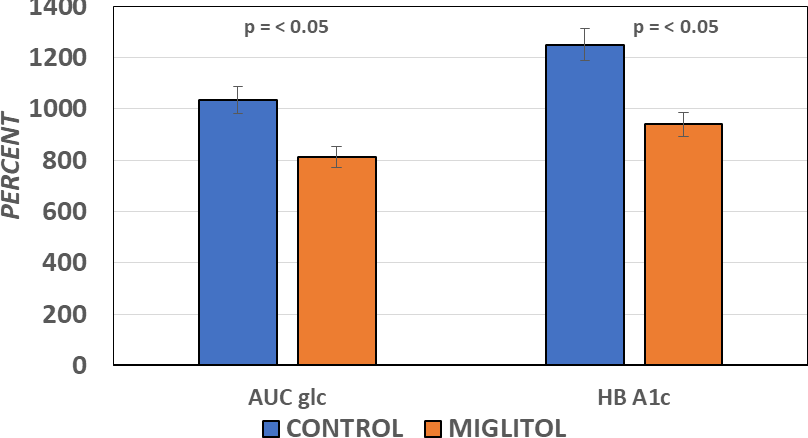 1400
1200
1000
800
600
400
200
0
PERCENT
p = < 0.05
p = < 0.05
AUC glc
HB A1c
CONTROL
MIGLITOL